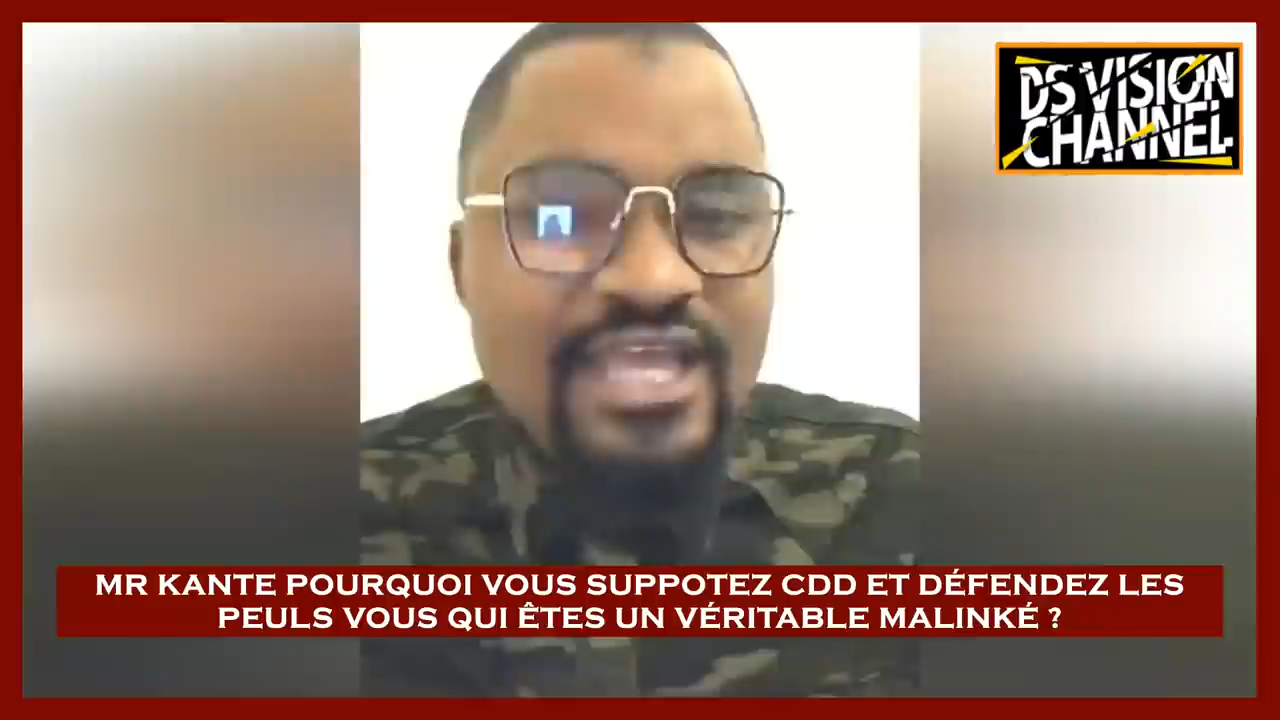 DS VISION
CHANNEL
MR KANTE POURQUOI VOUS SUPPOTEZ CDD ET DÉFENDEZ LES
PEULS VOUS QUI ÊTES UN VÉRITABLE MALINKÉ ?